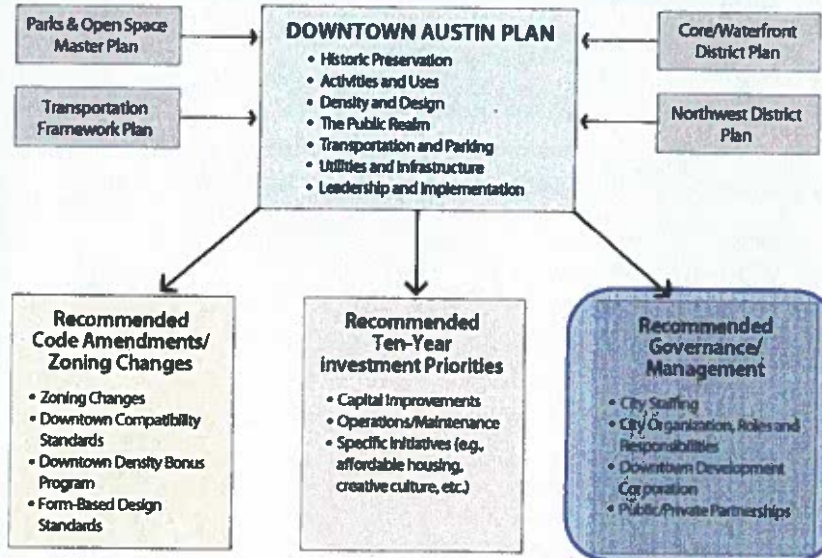 Parks & Open Space
Master Plan
Transportation
Framework Plan
DOWNTOWN AUSTIN PLAN
• Historic Preservation
• Activities and Uses
• Density and Design
• The Public Realm
• Transportation and Parking
• Utilities and Infrastructure
• Leadership and Implementation
Core/Waterfront
District Plan
Northwest District
Plan
Recommended
Code Amendments/
Zoning Changes
• Zoning Changes
• Downtown Compatibility
Standards
• Downtown Density Bonus
Program
• Form-Based Design
Standards
Recommended
Ten-Year
Investment Priorities
• Capital Improvements
• Operations/Maintenance
• Specific Initiatives (e.g.,
affordable housing,
creative culture, etc.)
Recommended
Governance/
Management
• City Staffing
• City Organization, Roles and
Responsibilities
• Downtown Development
Corporation
• Public/Private Partnerships